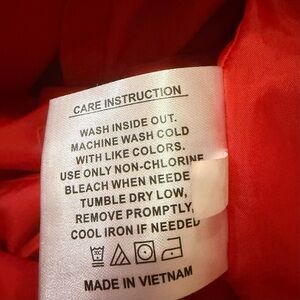 CARE INSTRUCTION
WASH INSIDE OUT.
MACHINE WASH COLD
WITH LIKE COLORS.
USE ONLY NON-CHLORINE
BLEACH WHEN NEEDE
TUMBLE DRY LOW,
REMOVE PROMPTLY,
COOL IRON IF NEEDED
MADE IN VIETNAM